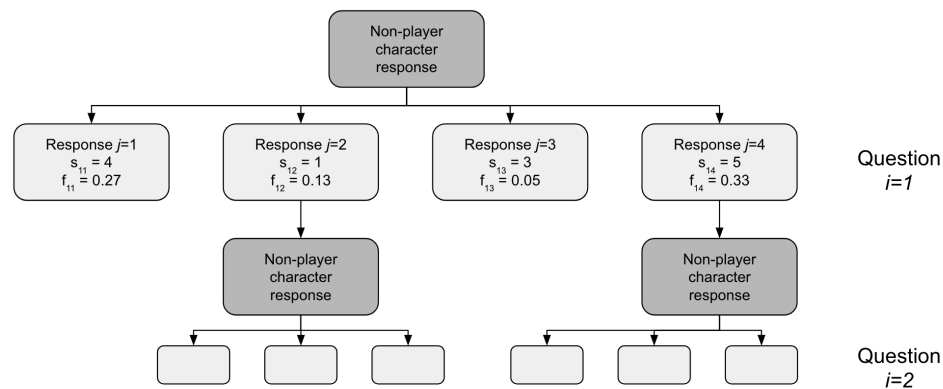 Non-player
character
response
Response j=1
s₁₁ = 4
f₁₁ = 0.27
Response j=2
s₁₂ = 1
f₁₂ = 0.13
Response j=3
s₁₃ = 3
f₁₃ = 0.05
Response j=4
s₁₄ = 5
f₁₄ = 0.33
Question
i=1
Non-player
character
response
Non-player
character
response
Question
i=2